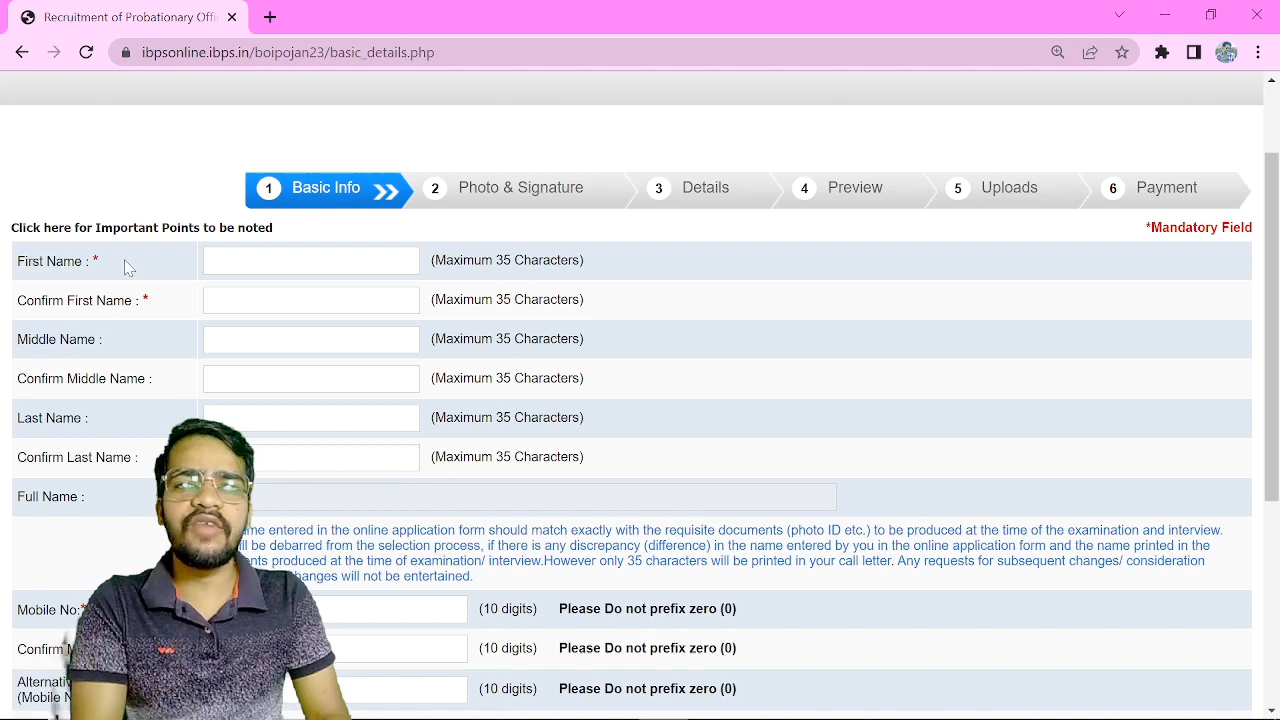 Recruitment of Probationary Offi
ibpsonline.ibps.in/boipojan23/basic_details.php
1 Basic Info
2 Photo & Signature
3 Details
4 Preview
5 Uploads
6 Payment
Click here for Important Points to be noted
*Mandatory Field
First Name : *
(Maximum 35 Characters)
Confirm First Name : *
(Maximum 35 Characters)
Middle Name :
(Maximum 35 Characters)
Confirm Middle Name :
(Maximum 35 Characters)
Last Name :
(Maximum 35 Characters)
Confirm Last Name :
(Maximum 35 Characters)
Full Name :
entered in the online application form should match exactly with the requisite documents (photo ID etc.) to be produced at the time of the examination and interview.
be debarred from the selection process, if there is any discrepancy (difference) in the name entered by you in the online application form and the name printed in the
produced at the time of examination/ interview.However only 35 characters will be printed in your call letter. Any requests for subsequent changes/ consideration
will not be entertained.
Mobile No:*
(10 digits) Please Do not prefix zero (0)
Confirm
(10 digits) Please Do not prefix zero (0)
(Mobile
(10 digits) Please Do not prefix zero (0)